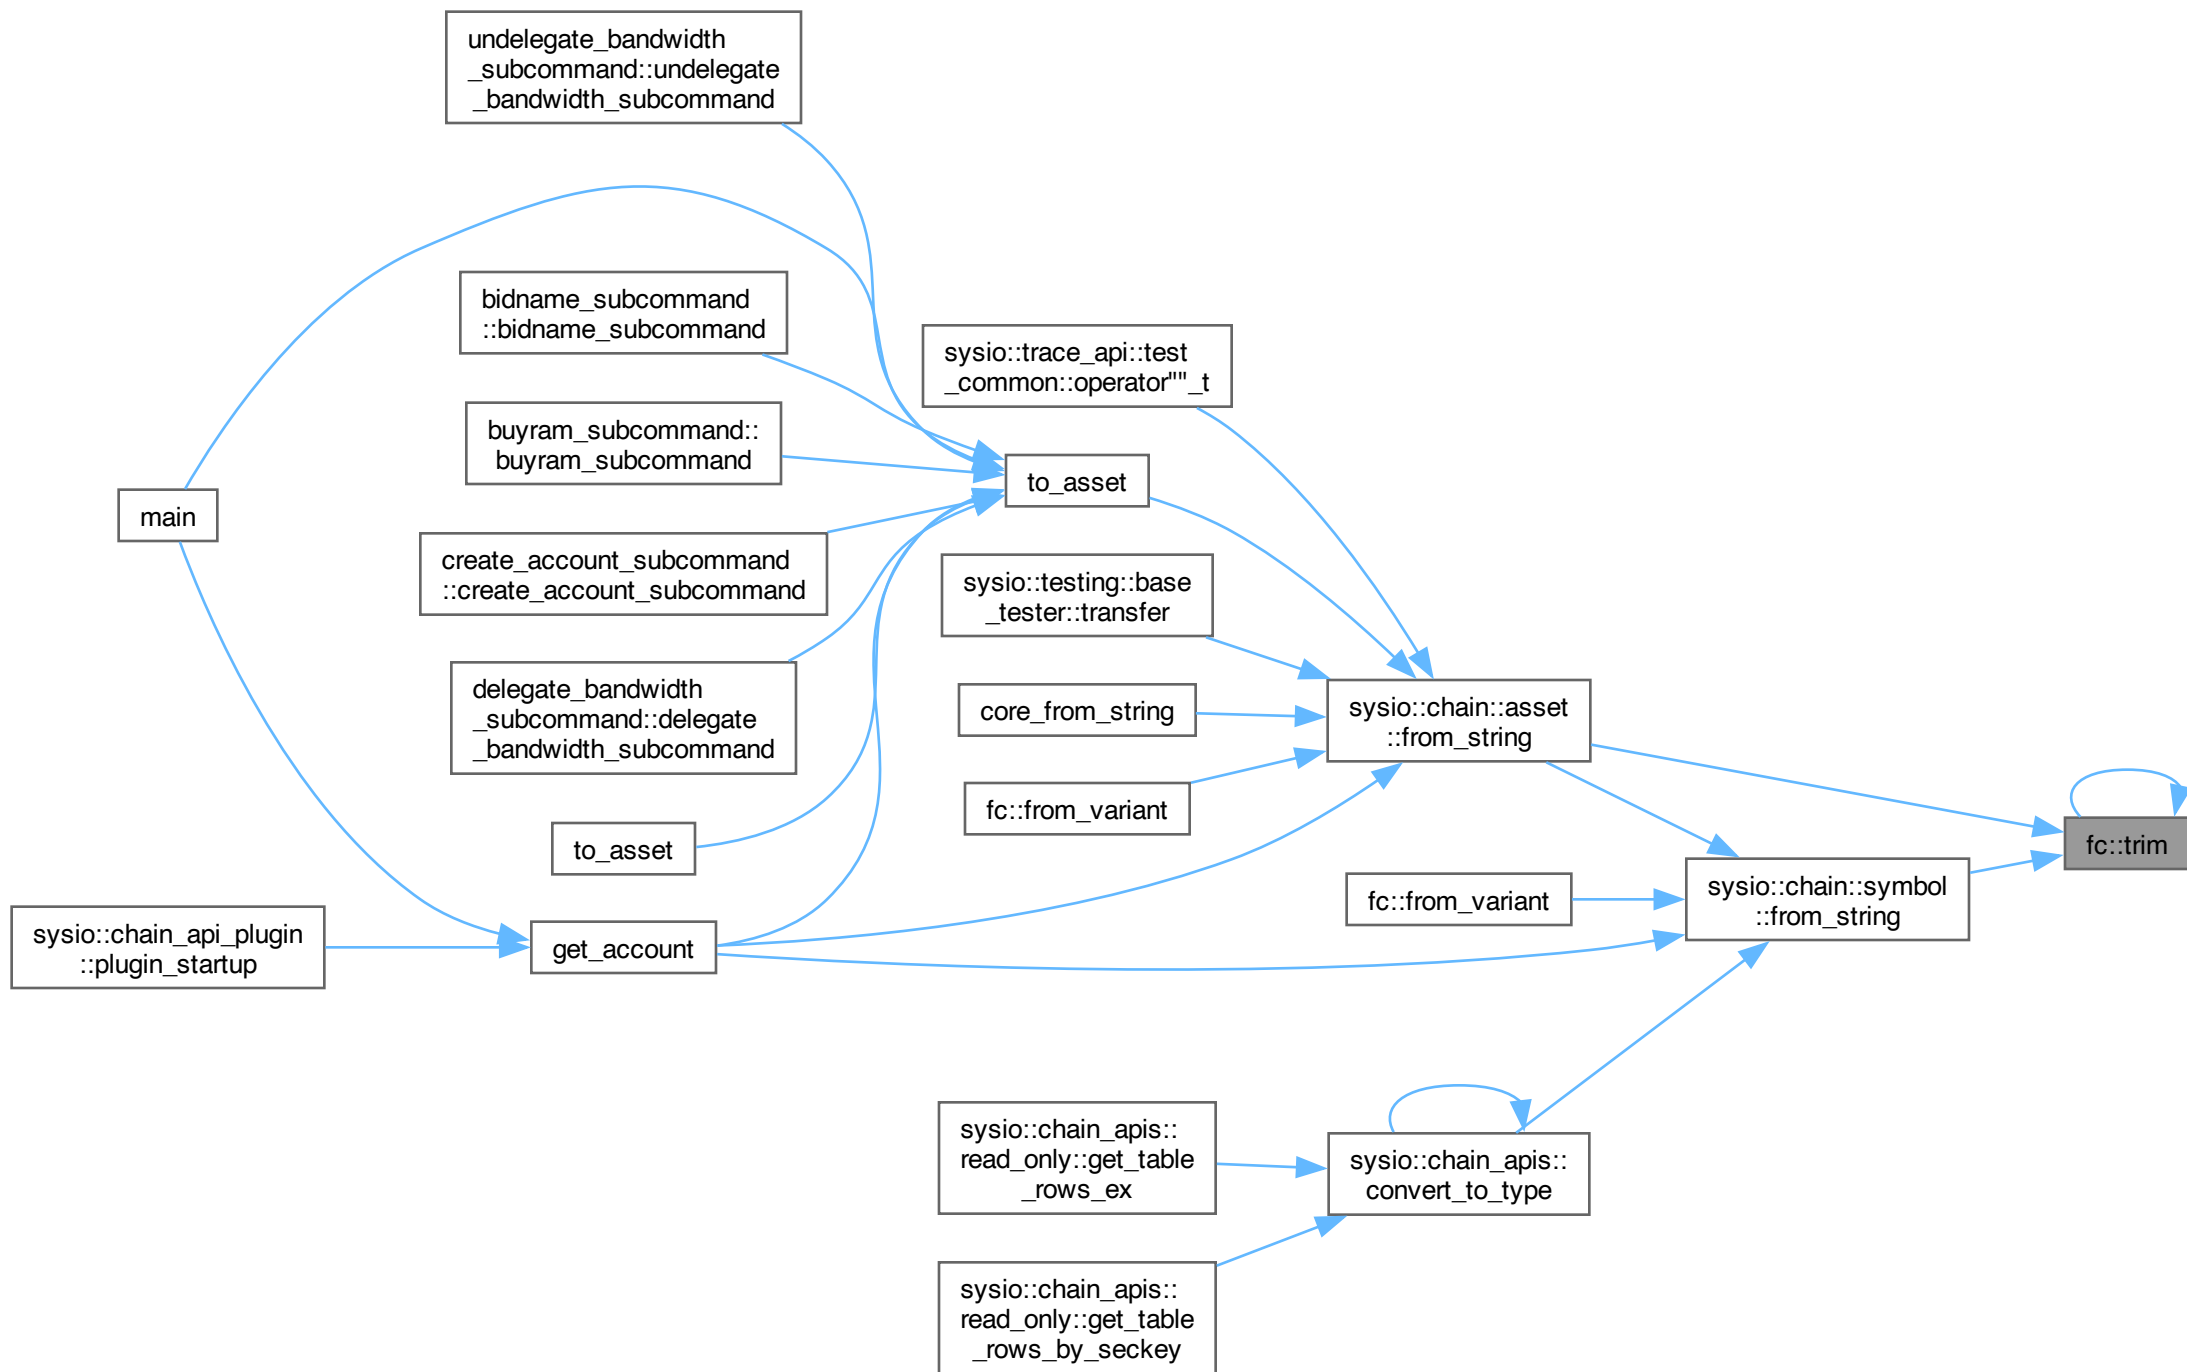 undelegate_bandwidth
_subcommand::undelegate
_bandwidth_subcommand
bidname_subcommand
::bidname_subcommand
buyram_subcommand::
buyram_subcommand
main
create_account_subcommand
::create_account_subcommand
delegate_bandwidth
_subcommand::delegate
_bandwidth_subcommand
to_asset
sysio::chain_api_plugin
::plugin_startup
get_account
sysio::trace_api::test
_common::operator""_t
to_asset
sysio::testing::base
_tester::transfer
core_from_string
fc::from_variant
sysio::chain::asset
::from_string
fc::from_variant
sysio::chain::symbol
::from_string
fc::trim
sysio::chain_apis::
read_only::get_table
_rows_ex
sysio::chain_apis::
convert_to_type
sysio::chain_apis::
read_only::get_table
_rows_by_seckey